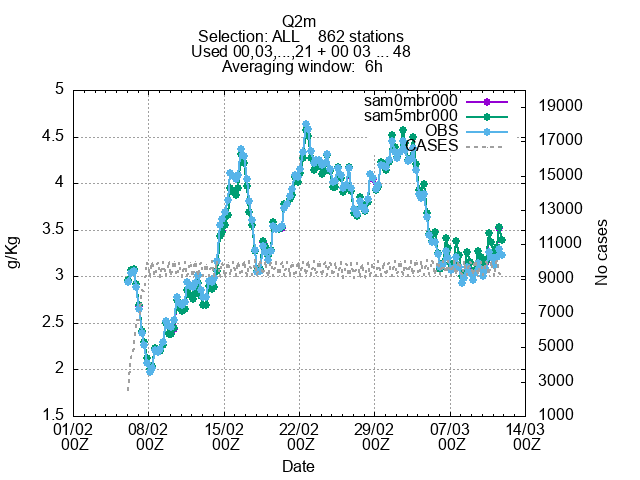 Q2m
Selection: ALL    862 stations
Used 00,03,...,21 + 00 03 ... 48
Averaging window:  6h
sam0mbr000
sam5mbr000
OBS
CASES
5
4.5
4
3.5
3
2.5
2
1.5
g/Kg
19000
17000
15000
13000
11000
9000
7000
5000
3000
1000
No cases
01/02 08/02 15/02 22/02 29/02 07/03 14/03
00Z 00Z 00Z 00Z 00Z 00Z 00Z
Date